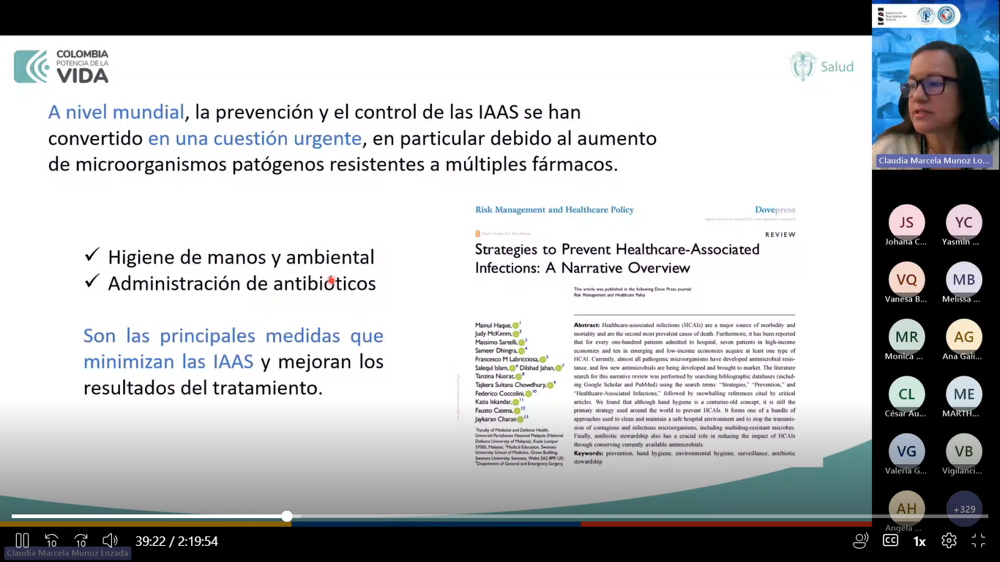 COLOMBIA
POTENCIA DE LA
VIDA
Salud
A nivel mundial, la prevención y el control de las IAAS se han
convertido en una cuestión urgente, en particular debido al aumento
de microorganismos patógenos resistentes a múltiples fármacos.
✓ Higiene de manos y ambiental
✓ Administración de antibióticos
Son las principales medidas que
minimizan las IAAS y mejoran los
resultados del tratamiento.
Risk Management and Healthcare Policy
Dovepress
open access to scientific and medical research
Open Access Full Text Article
REVIEW
Strategies to Prevent Healthcare-Associated
Infections: A Narrative Overview
This article was published in the following Dove Press journal:
Risk Management and Healthcare Policy
Mainul Haque, 1
Judy McKimm, 2
Massimo Sartelli, 3
Sameer Dhingra, 4
Francesco M Labricciosa, 5
Salequl Islam, 6 Dilshad Jahan, 7
Tanzina Nusrat, 8
Tajkera Sultana Chowdhury, 9
Federico Coccolini, 10
Katia Iskandar, 11
Fausto Catena, 12
Jaykaran Charan 13
1Faculty of Medicine and Defence Health,
Universiti Pertahanan Nasional Malaysia (National
Defence University of Malaysia), Kuala Lumpur
57000, Malaysia; 2Medical Education, Swansea
University School of Medicine, Grove Building,
Swansea University, Swansea, Wales SA2 8PP, UK;
3Department of General and Emergency Surgery,
Abstract: Healthcare-associated infections (HCAIs) are a major source of morbidity and
mortality and are the second most prevalent cause of death. Furthermore, it has been reported
that for every one-hundred patients admitted to hospital, seven patients in high-income
economies and ten in emerging and low-income economies acquire at least one type of
HCAI. Currently, almost all pathogenic microorganisms have developed antimicrobial resis-
tance, and few new antimicrobials are being developed and brought to market. The literature
search for this narrative review was performed by searching bibliographic databases (includ-
ing Google Scholar and PubMed) using the search terms: “Strategies,” “Prevention,” and
“Healthcare-Associated Infections,” followed by snowballing references cited by critical
articles. We found that although hand hygiene is a centuries-old concept, it is still the
primary strategy used around the world to prevent HCAIs. It forms one of a bundle of
approaches used to clean and maintain a safe hospital environment and to stop the transmis-
sion of contagious and infectious microorganisms, including multidrug-resistant microbes.
Finally, antibiotic stewardship also has a crucial role in reducing the impact of HCAIs
through conserving currently available antimicrobials.
Keywords: prevention, hand hygiene, environmental hygiene, surveillance, antibiotic
stewardship
INSTITUTO
NACIONAL DE
SALUD
Claudia Marcela Munoz Lo...
JS
YC
Johana C...
Yasmin ...
VQ
MB
Vanesa B...
Melissa ...
MR
AG
Monica ...
Ana Gali...
CL
ME
César Au...
MARTH...
VG
VB
Valeria G...
Vigilanci...
AH
+329
Angela ...
10
10
39:22 / 2:19:54
CC
1x
Claudia Marcela Munoz Lozada